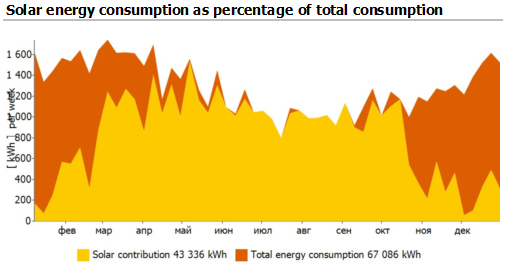 Solar energy consumption as percentage of total consumption
[ kWh ] per week
1 600
1 400
1 200
1 000
800
600
400
200
0
фев мар апр май июн июл авг сен окт ноя дек
Solar contribution 43 336 kWh Total energy consumption 67 086 kWh